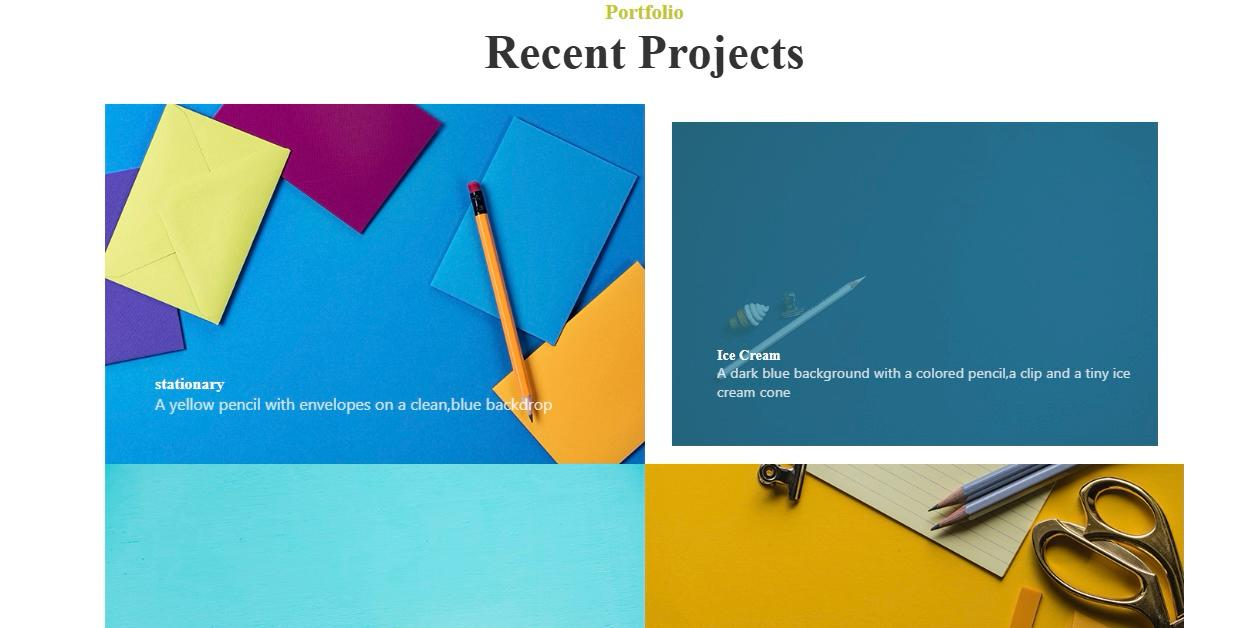 Portfolio
Recent Projects
stationary
A yellow pencil with envelopes on a clean,blue backdrop
Ice Cream
A dark blue background with a colored pencil,a clip and a tiny ice
cream cone